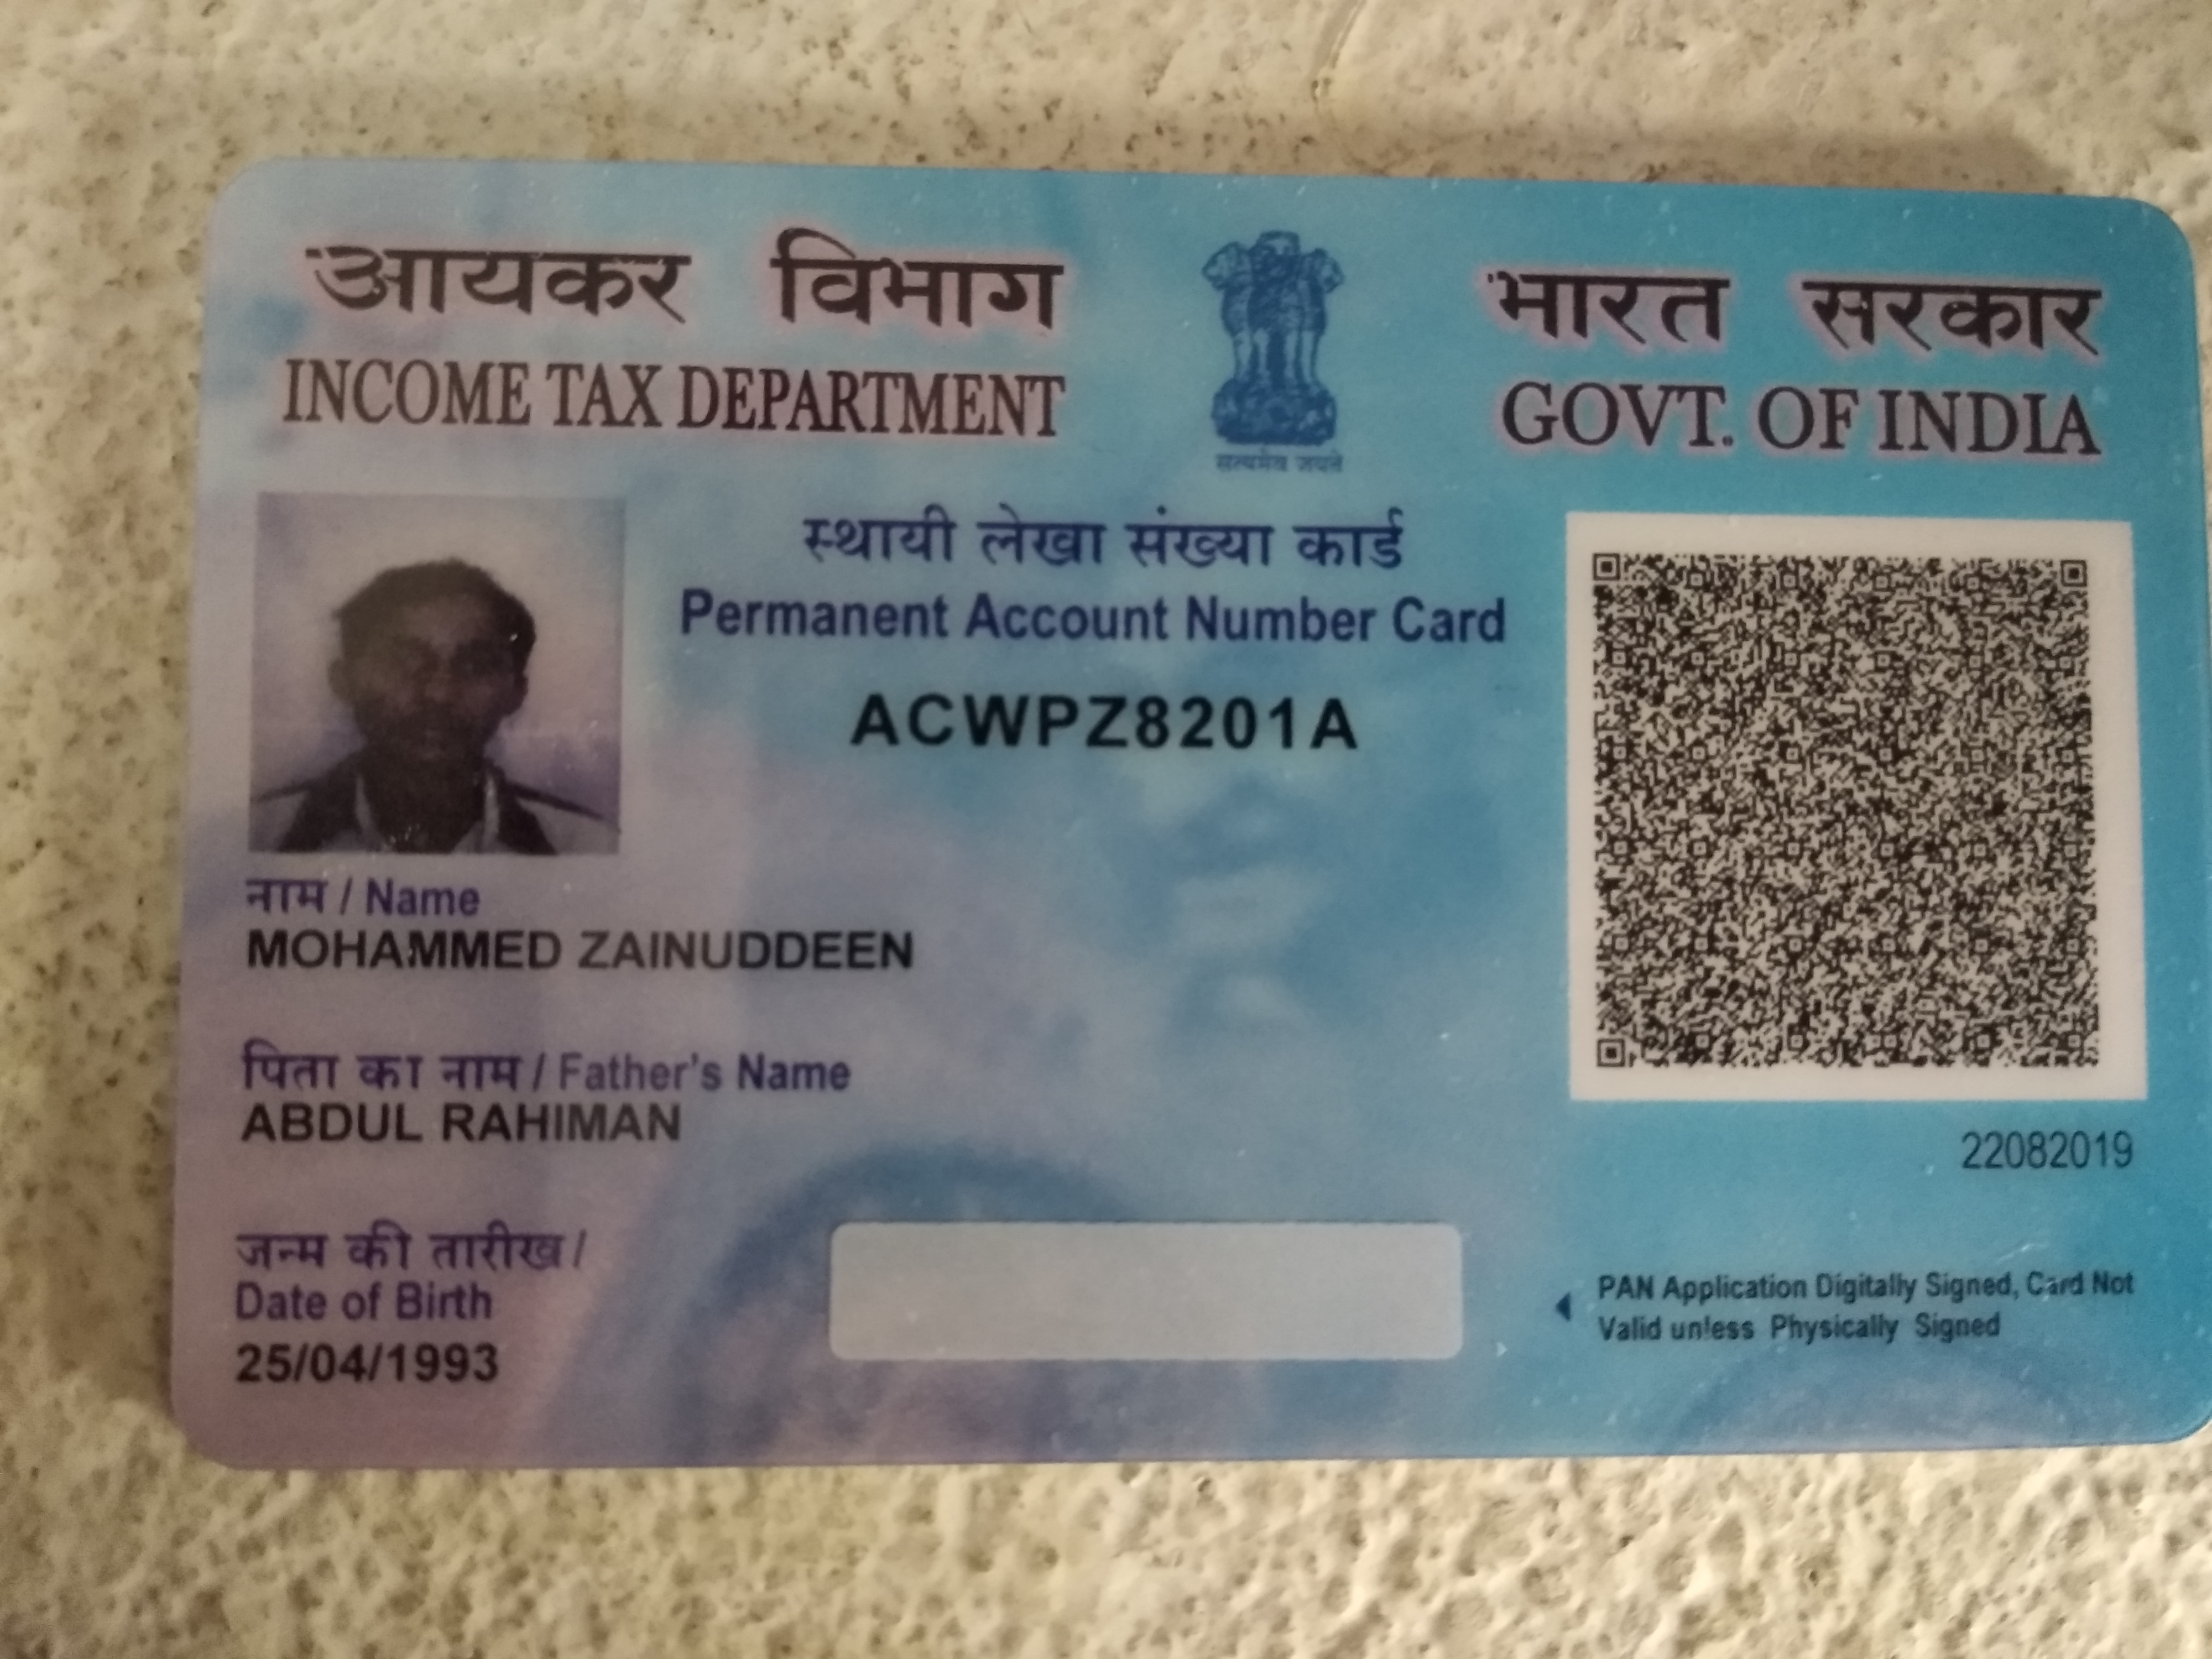 आयकर विभाग
INCOME TAX DEPARTMENT
सत्यमेव जयते
भारत सरकार
GOVT. OF INDIA
स्थायी लेखा संख्या कार्ड
Permanent Account Number Card
ACWPZ8201A
नाम / Name
MOHAMMED ZAINUDDEEN
पिता का नाम / Father's Name
ABDUL RAHIMAN
जन्म की तारीख /
Date of Birth
25/04/1993
22082019
PAN Application Digitally Signed, Card Not
Valid unless Physically Signed